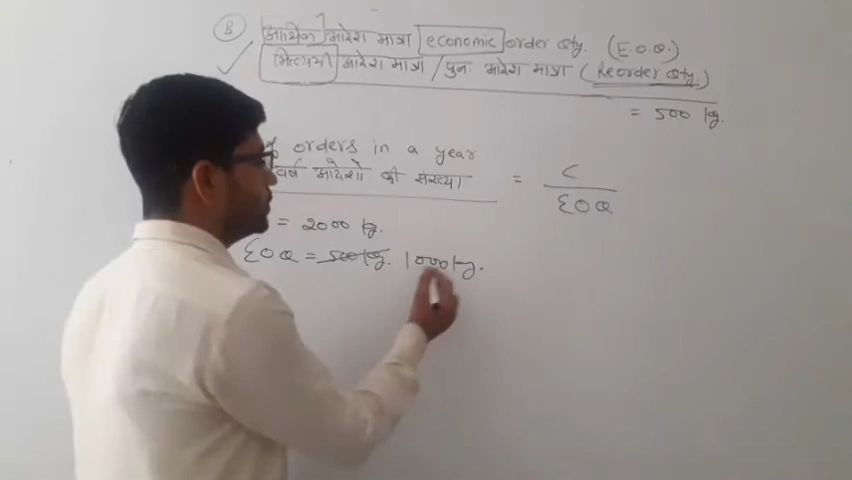 B आर्थिक आदेश मात्रा economic order Qty. (E.O.Q.)
मितव्ययी आदेश मात्रा / पुनः आदेश मात्रा (Reorder Qty.)
= 500 kg.
of orders in a year
वर्ष आदेशों की संख्या = C / EOQ
= 2000 kg.
EOQ = 500 kg. 1000 kg.